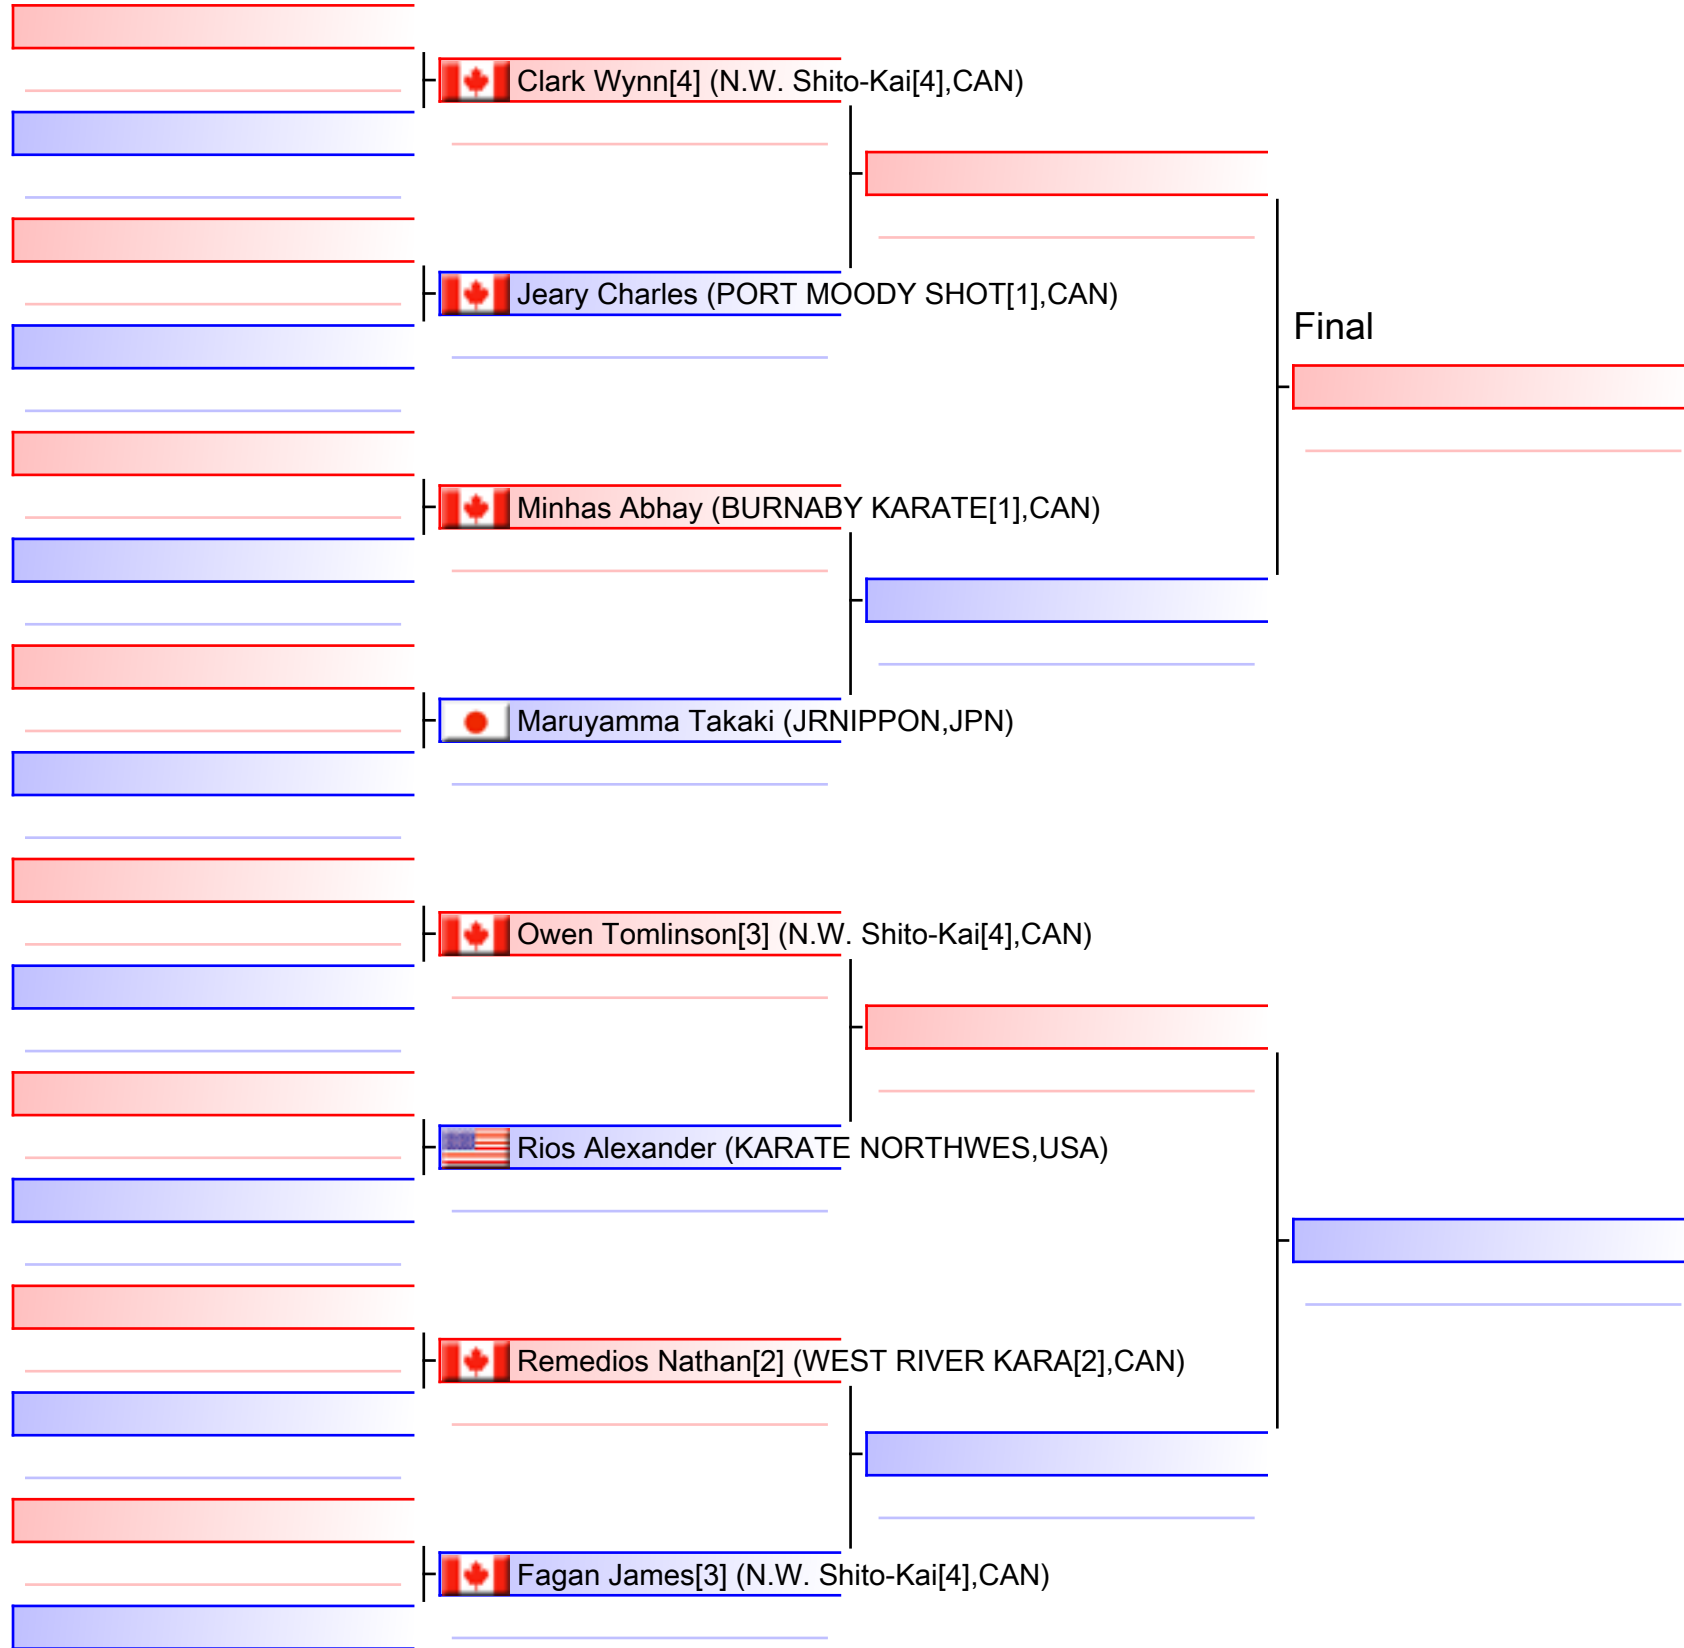 Clark Wynn[4] (N.W. Shito-Kai[4],CAN)
Jeary Charles (PORT MOODY SHOT[1],CAN)
Final
Minhas Abhay (BURNABY KARATE[1],CAN)
Maruyamma Takaki (JRNIPPON,JPN)
Owen Tomlinson[3] (N.W. Shito-Kai[4],CAN)
Rios Alexander (KARATE NORTHWES,USA)
Remedios Nathan[2] (WEST RIVER KARA[2],CAN)
Fagan James[3] (N.W. Shito-Kai[4],CAN)